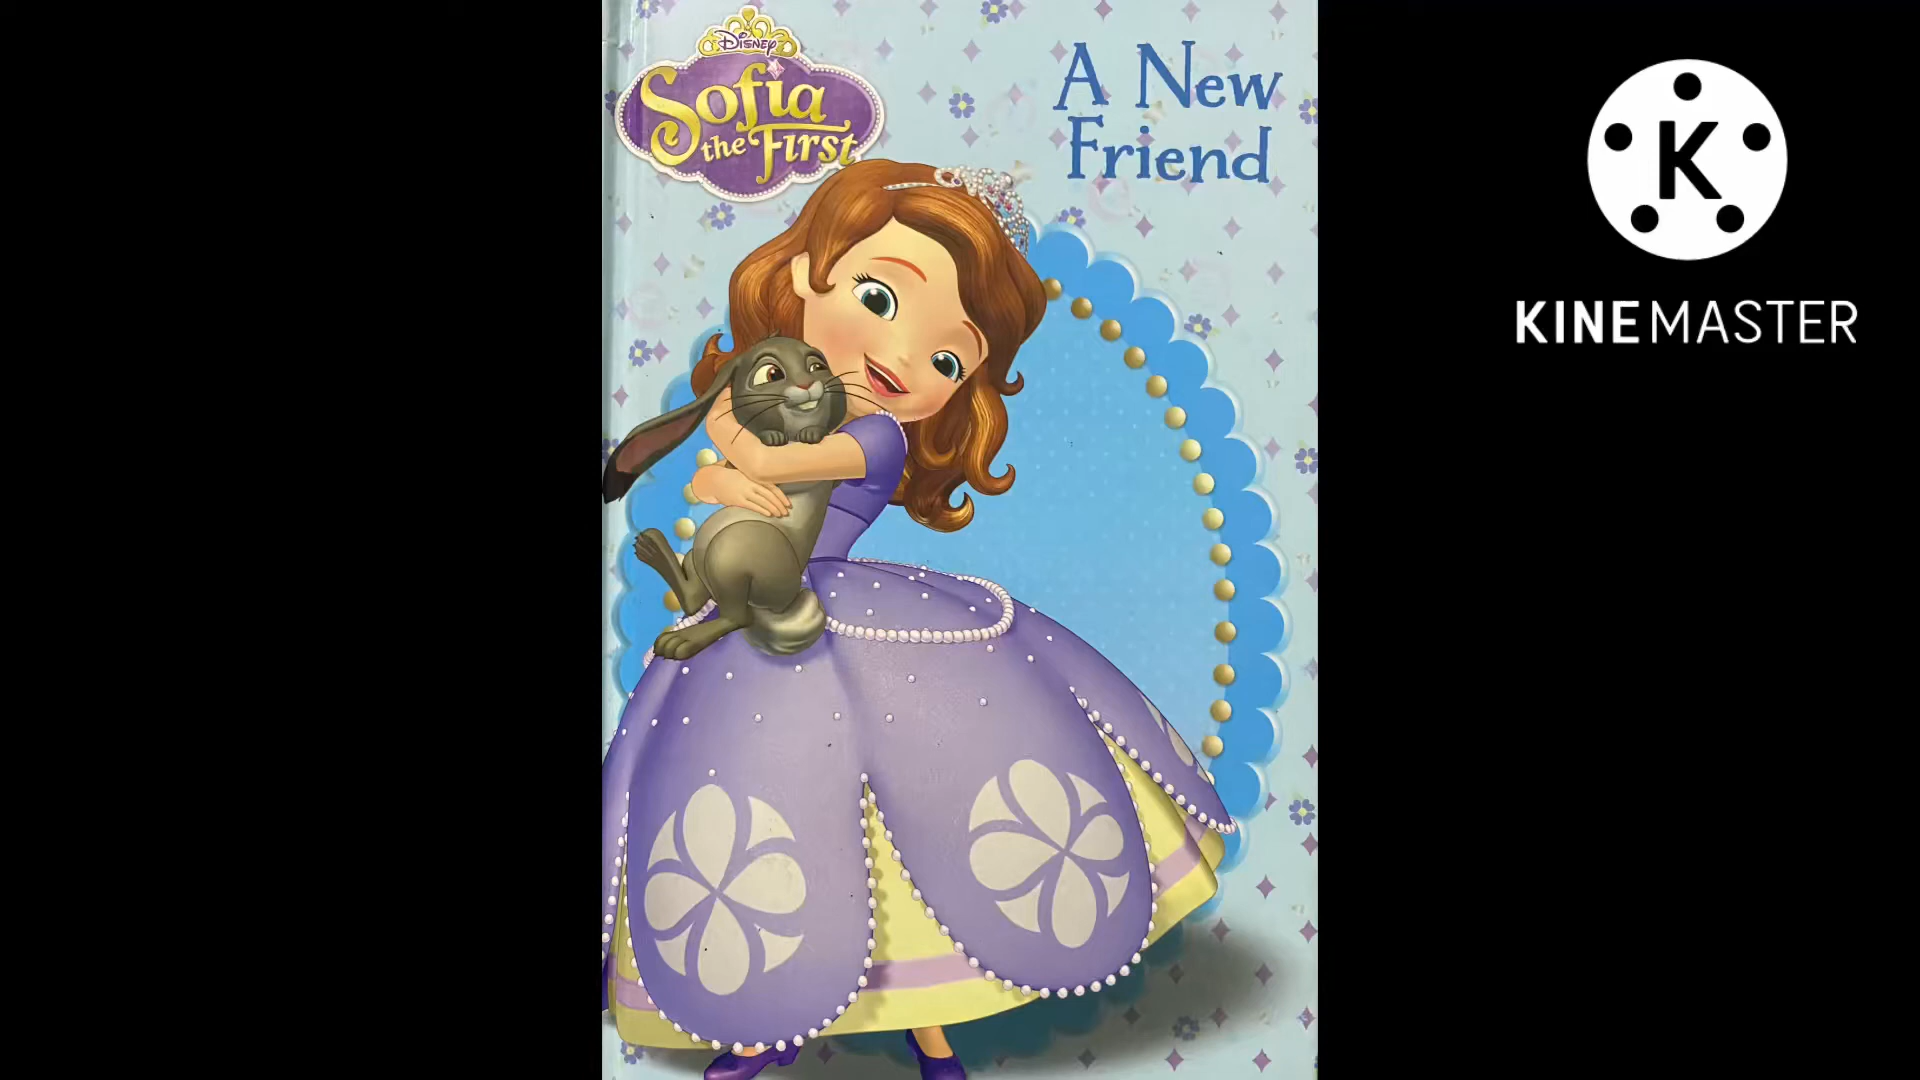 Disney
Sofia
the First
A New
Friend
K
KINEMASTER